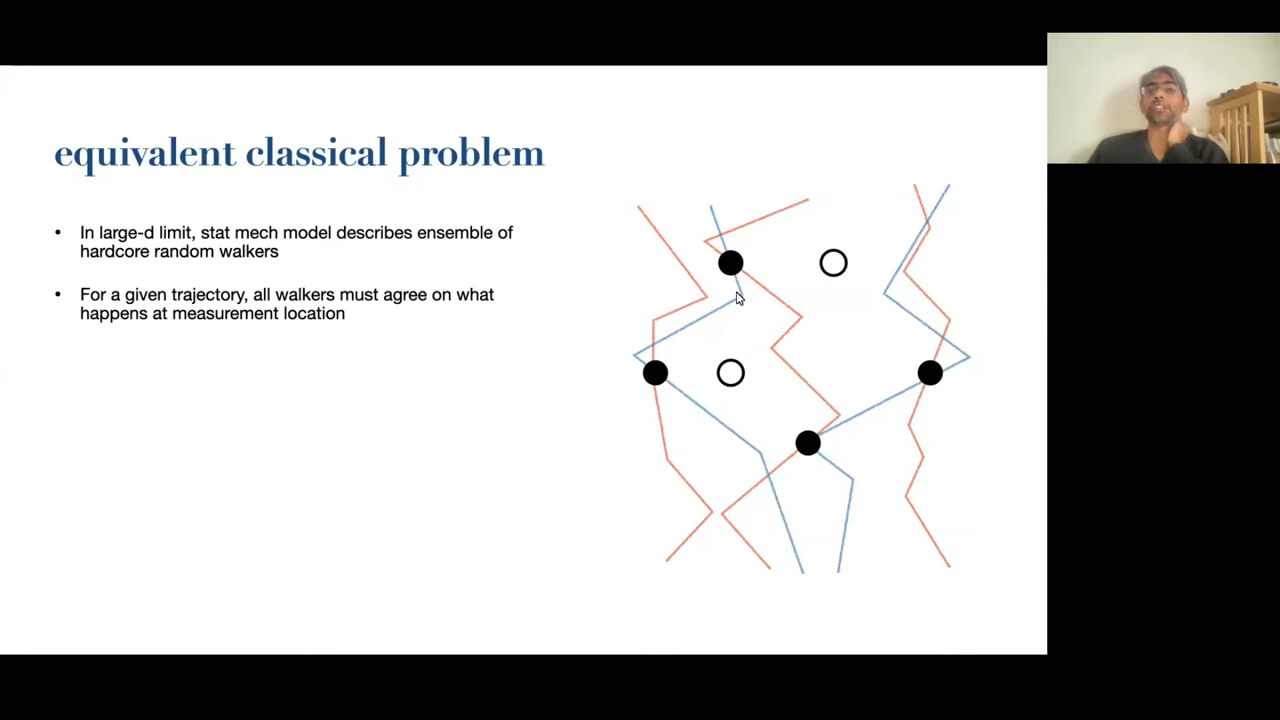 equivalent classical problem
• In large-d limit, stat mech model describes ensemble of
hardcore random walkers
• For a given trajectory, all walkers must agree on what
happens at measurement location